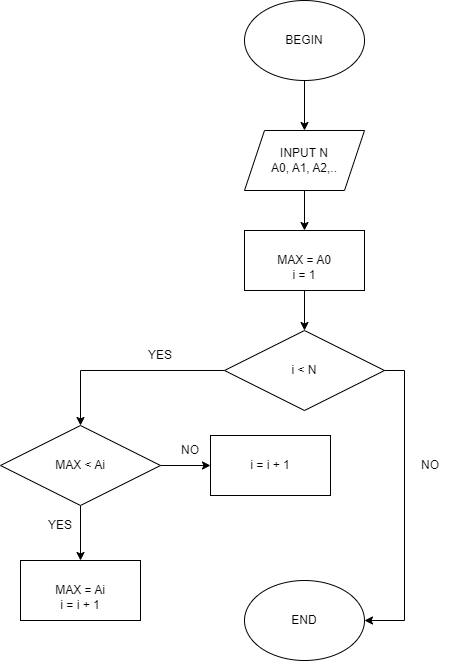 BEGIN
INPUT N
A0, A1, A2,..
MAX = A0
i = 1
i < N
YES
NO
MAX < Ai
NO
i = i + 1
YES
MAX = Ai
i = i + 1
END